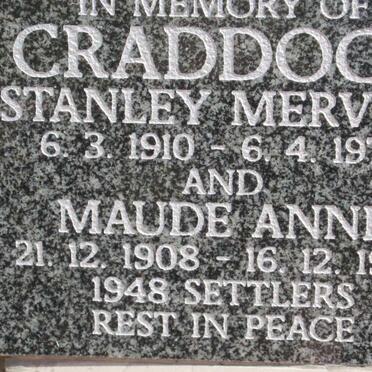 IN MEMORY OF
CRADDOC
STANLEY MERV
6. 3. 1910 - 6. 4. 19
AND
MAUDE ANN
21. 12. 1908 - 16. 12. 19
1948 SETTLERS
REST IN PEACE